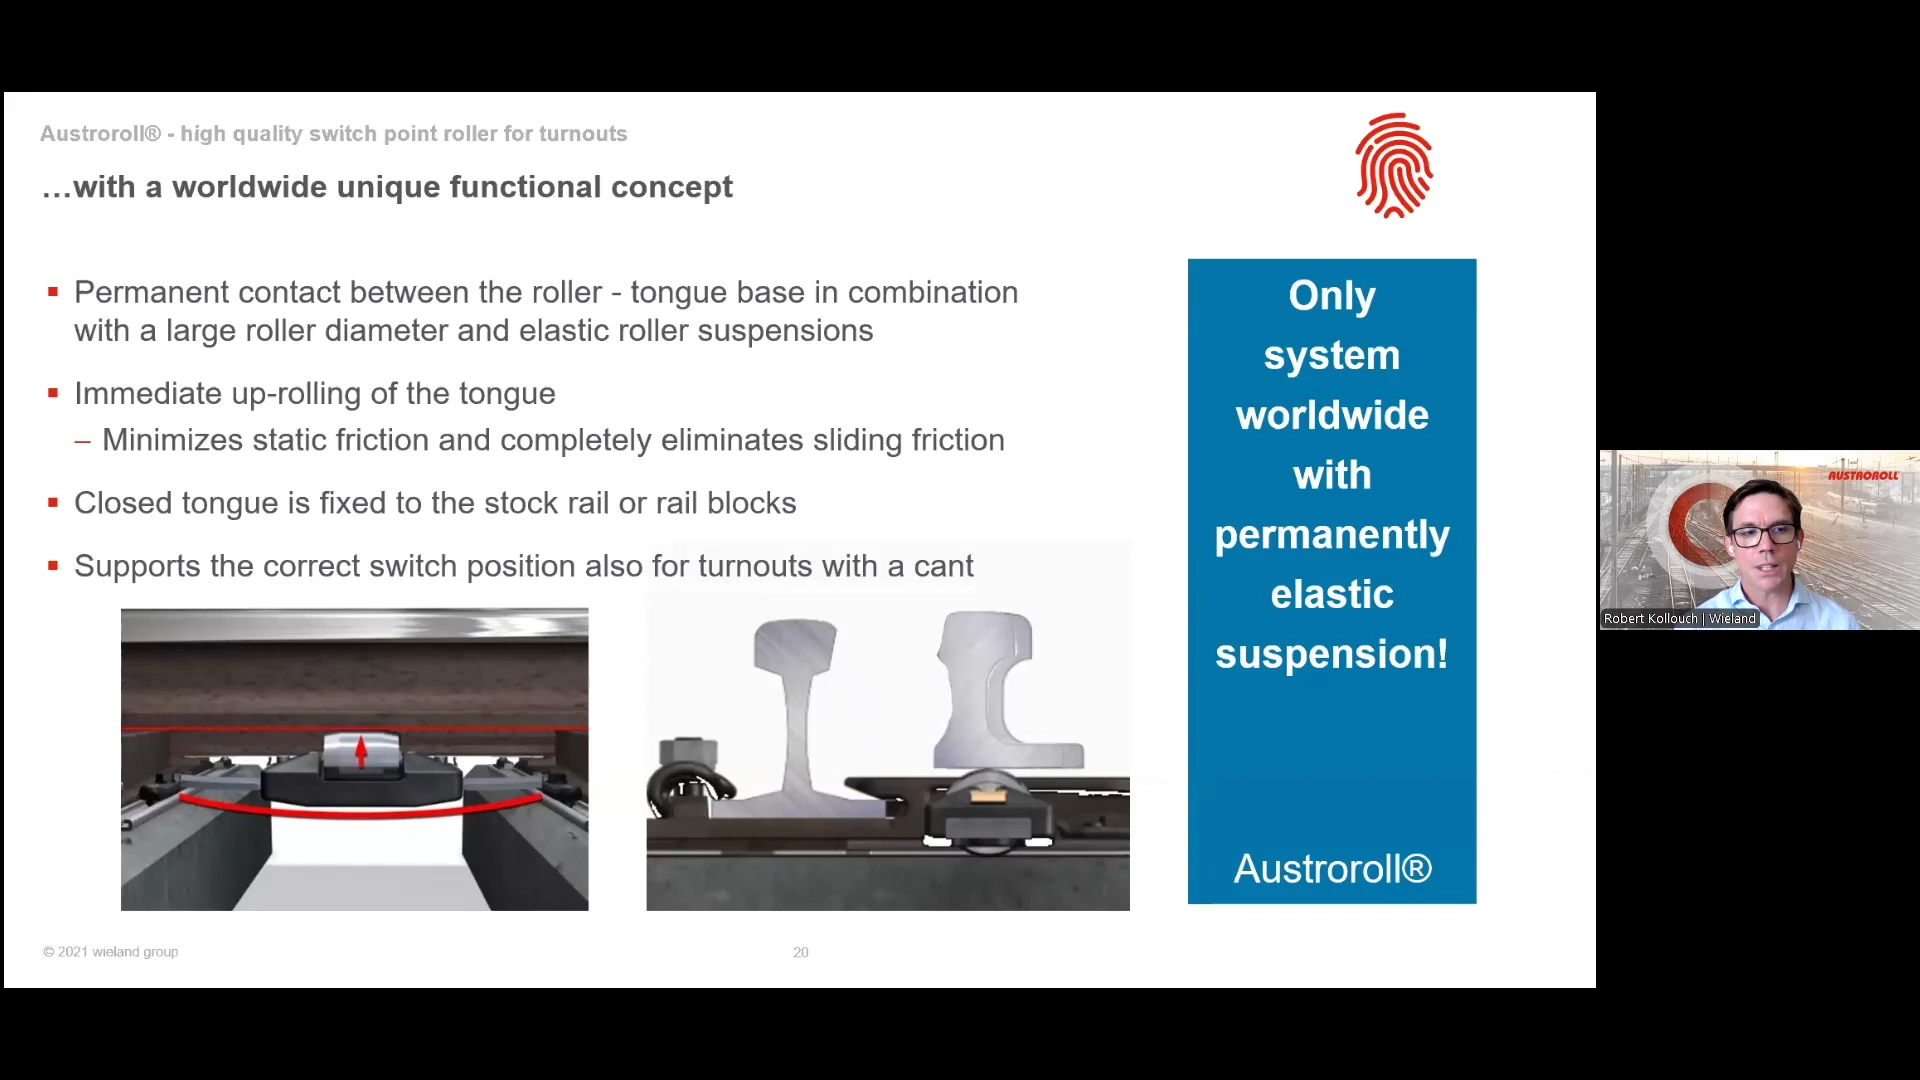 Austroroll® - high quality switch point roller for turnouts
…with a worldwide unique functional concept
▪ Permanent contact between the roller - tongue base in combination
with a large roller diameter and elastic roller suspensions
▪ Immediate up-rolling of the tongue
– Minimizes static friction and completely eliminates sliding friction
▪ Closed tongue is fixed to the stock rail or rail blocks
▪ Supports the correct switch position also for turnouts with a cant
Only
system
worldwide
with
permanently
elastic
suspension!
Austroroll®
© 2021 wieland group
20
AUSTROROLL
Robert Kollouch | Wieland